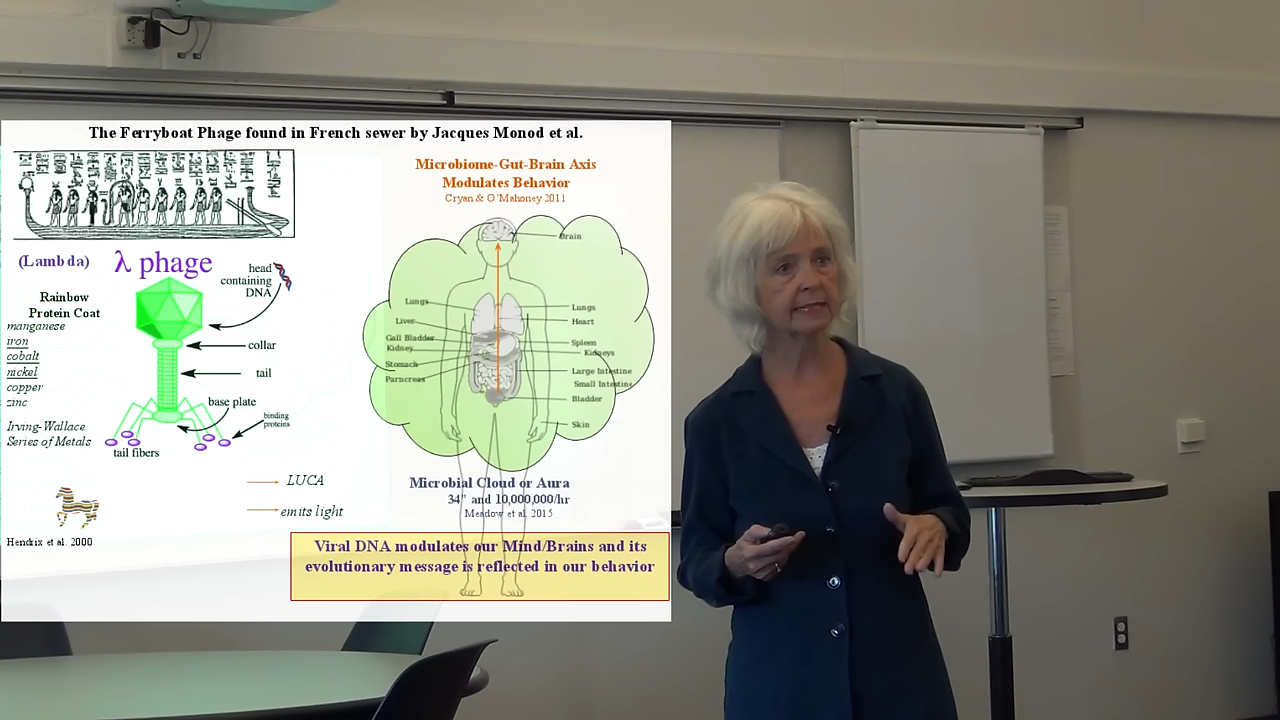 The Ferryboat Phage found in French sewer by Jacques Monod et al.
(Lambda)
λ phage
head
containing
DNA
Rainbow
Protein Coat
manganese
iron
cobalt
nickel
copper
zinc
Irving-Wallace
Series of Metals
collar
tail
base plate
binding
proteins
tail fibers
LUCA
emits light
Hendrix et al. 2000
Microbiome-Gut-Brain Axis
Modulates Behavior
Cryan & O'Mahoney 2011
Brain
Lungs
Liver
Gall Bladder
Kidney
Stomach
Parncreas
Lungs
Heart
Spleen
Kidneys
Large Intestine
Small Intestine
Bladder
Skin
Microbial Cloud or Aura
34" and 10,000,000/hr
Meadow et al. 2015
Viral DNA modulates our Mind/Brains and its
evolutionary message is reflected in our behavior